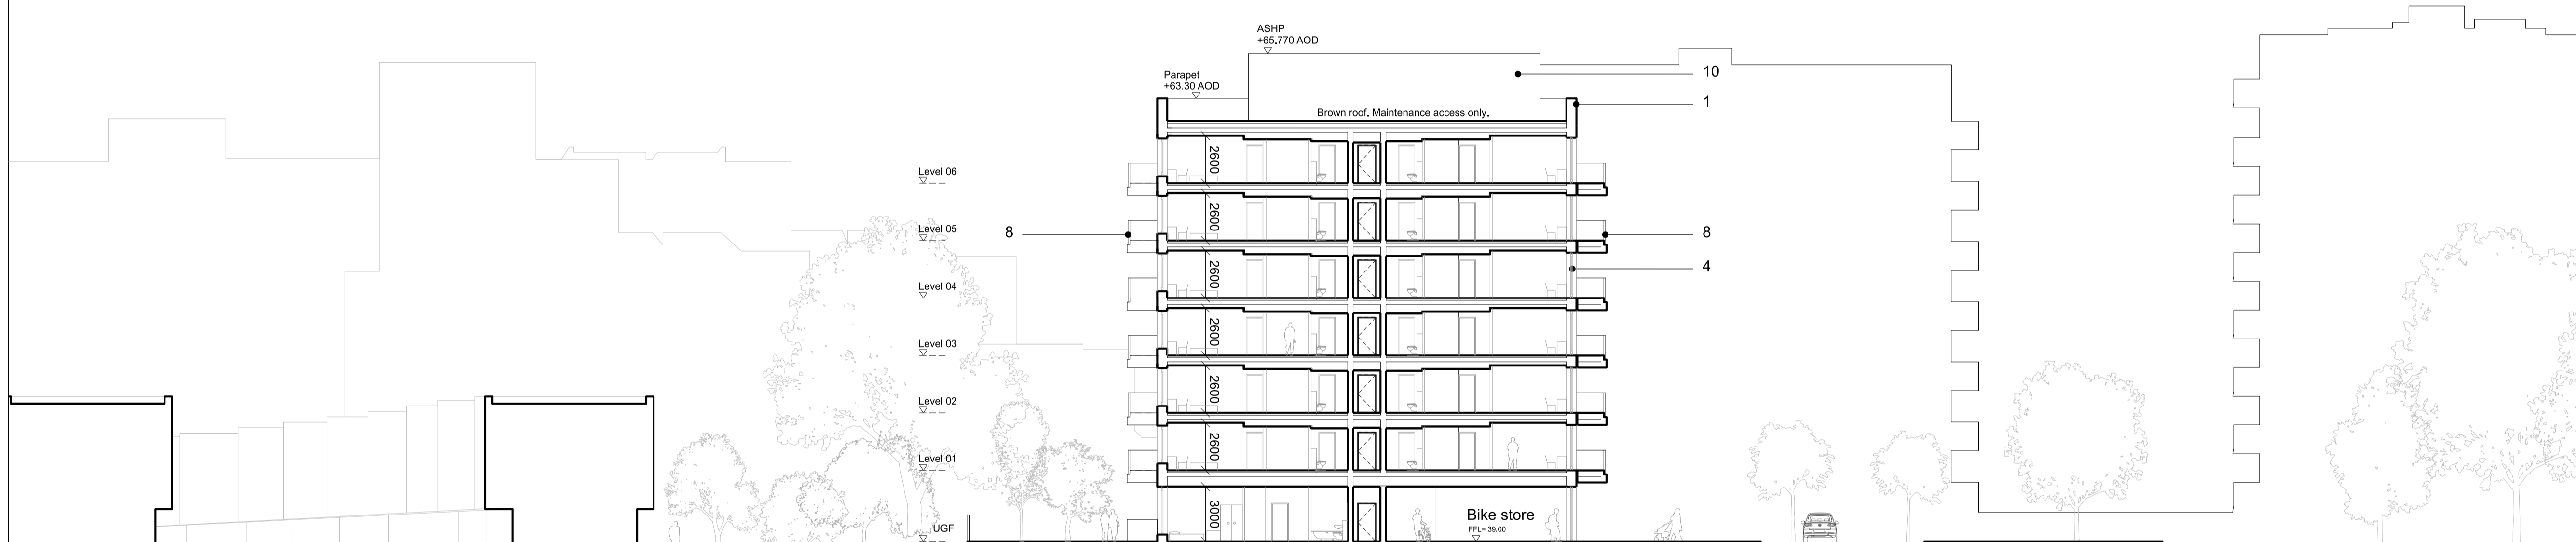 ASHP
+65.770 AOD
10
Parapet
+63.30 AOD
1
Brown roof. Maintenance access only.
2600
Level 06
2600
Level 05
8
8
2600
4
Level 04
2600
Level 03
2600
Level 02
2600
Level 01
3000
Bike store
UGF
FFL= 39.00